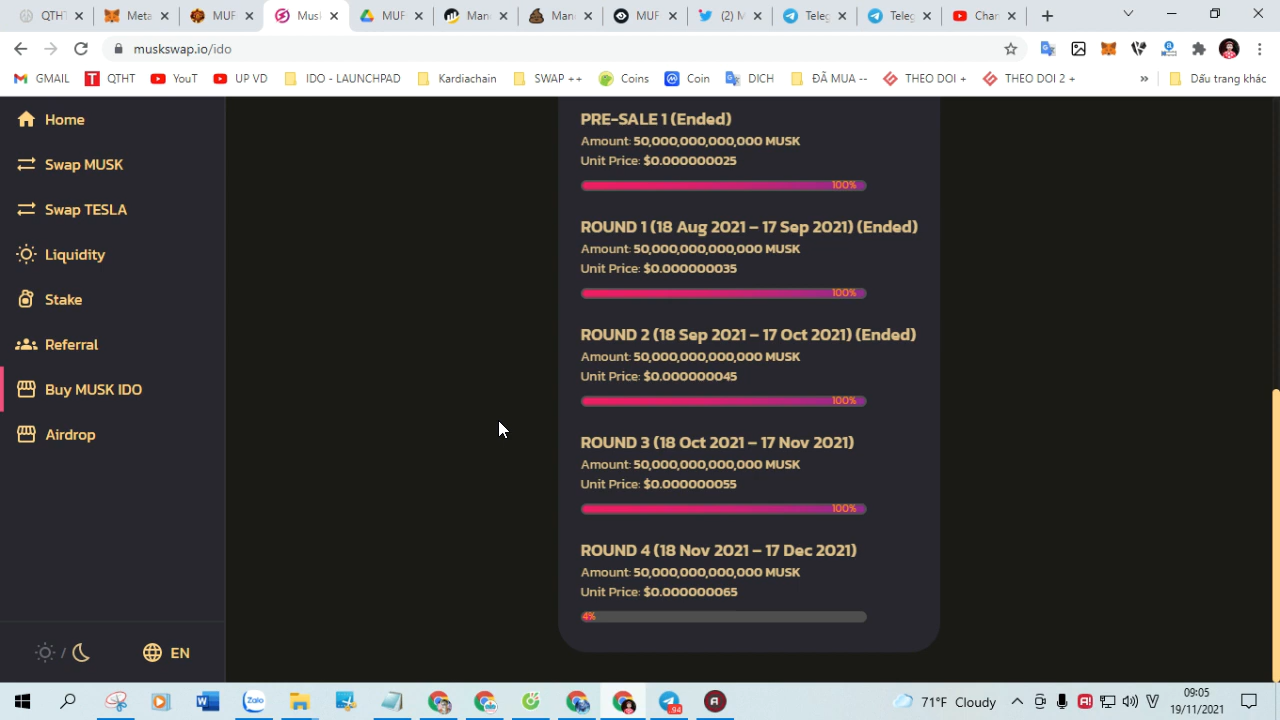 QTHT
Meta
MUF
Musk
MUF
Man
Man
MUF
(2) M
Teleg
Teleg
Chan
muskswap.io/ido
GMAIL
QTHT
YouT
UP VD
IDO - LAUNCHPAD
Kardiachain
SWAP ++
Coins
Coin
DICH
ĐÃ MUA --
THEO DOI +
THEO DOI 2 +
»
Dấu trang khác
Home
Swap MUSK
Swap TESLA
Liquidity
Stake
Referral
Buy MUSK IDO
Airdrop
/
EN
PRE-SALE 1 (Ended)
Amount: 50,000,000,000,000 MUSK
Unit Price: $0.000000025
100%
ROUND 1 (18 Aug 2021 – 17 Sep 2021) (Ended)
Amount: 50,000,000,000,000 MUSK
Unit Price: $0.000000035
100%
ROUND 2 (18 Sep 2021 – 17 Oct 2021) (Ended)
Amount: 50,000,000,000,000 MUSK
Unit Price: $0.000000045
100%
ROUND 3 (18 Oct 2021 – 17 Nov 2021)
Amount: 50,000,000,000,000 MUSK
Unit Price: $0.000000055
100%
ROUND 4 (18 Nov 2021 – 17 Dec 2021)
Amount: 50,000,000,000,000 MUSK
Unit Price: $0.000000065
4%
Zalo
94
71°F Cloudy
09:05
19/11/2021